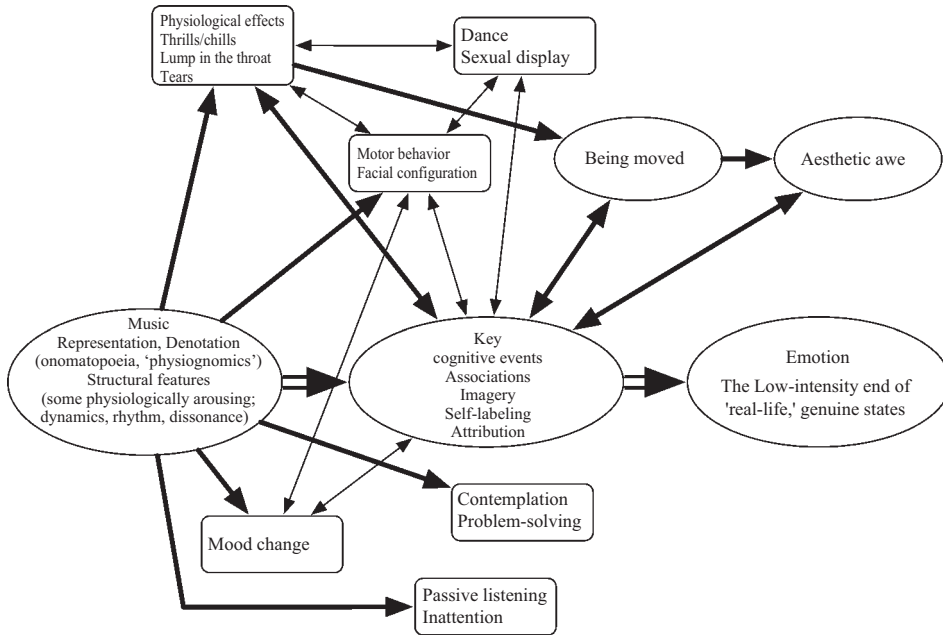 Physiological effects
Thrills/chills
Lump in the throat
Tears
Dance
Sexual display
Motor behavior
Facial configuration
Being moved
Aesthetic awe
Music
Representation, Denotation
(onomatopoeia, ‘physiognomics’)
Structural features
(some physiologically arousing;
dynamics, rhythm, dissonance)
Key
cognitive events
Associations
Imagery
Self-labeling
Attribution
Emotion
The Low-intensity end of
'real-life,' genuine states
Contemplation
Problem-solving
Mood change
Passive listening
Inattention